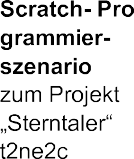 Scratch- Pro
grammier-
szenario
zum Projekt
„Sterntaler“
t2ne2c